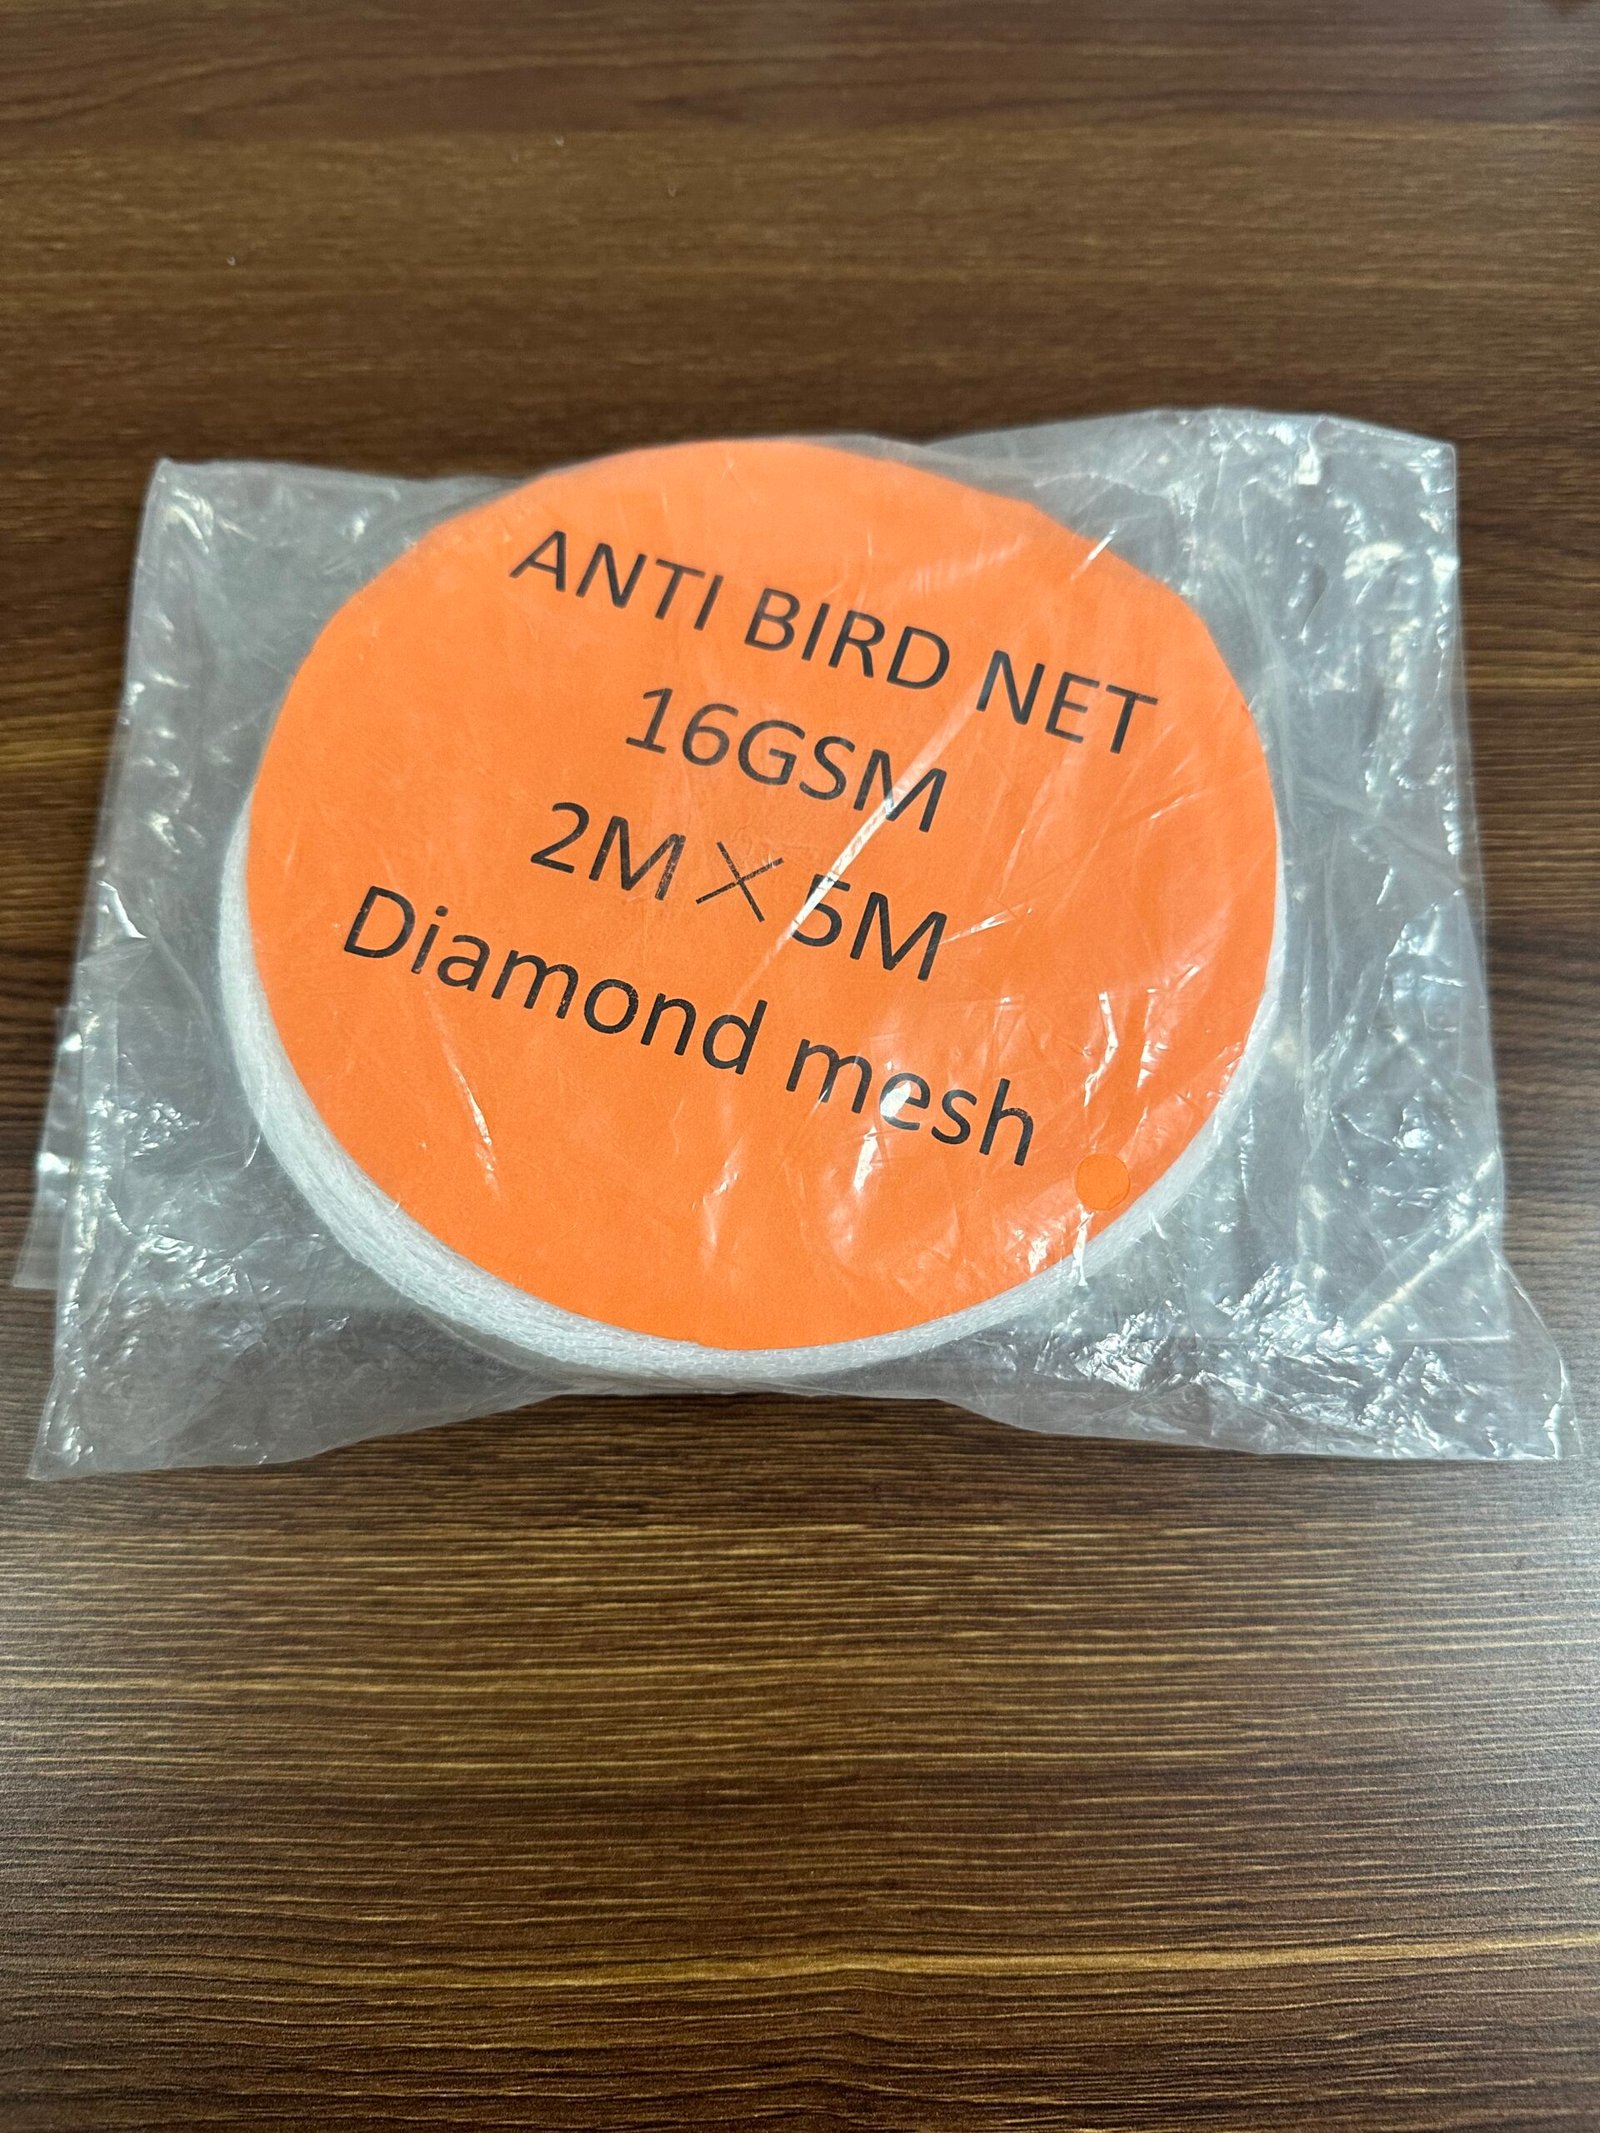 ANTI BIRD NET
16GSM
2M×5M
Diamond mesh